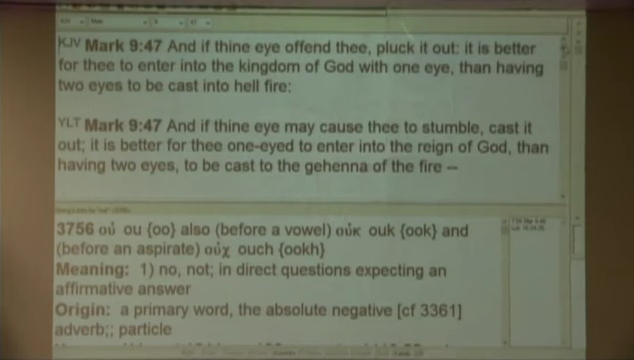 KJV Mark 9:47 And if thine eye offend thee, pluck it out: it is better
for thee to enter into the kingdom of God with one eye, than having
two eyes to be cast into hell fire:
YLT Mark 9:47 And if thine eye may cause thee to stumble, cast it
out; it is better for thee one-eyed to enter into the reign of God, than
having two eyes, to be cast to the gehenna of the fire --
3756 οὐ ou {oo} also (before a vowel) οὐκ ouk {ook} and
(before an aspirate) οὐχ ouch {ookh}
Meaning: 1) no, not; in direct questions expecting an
affirmative answer
Origin: a primary word, the absolute negative [cf 3361]
adverb;; particle